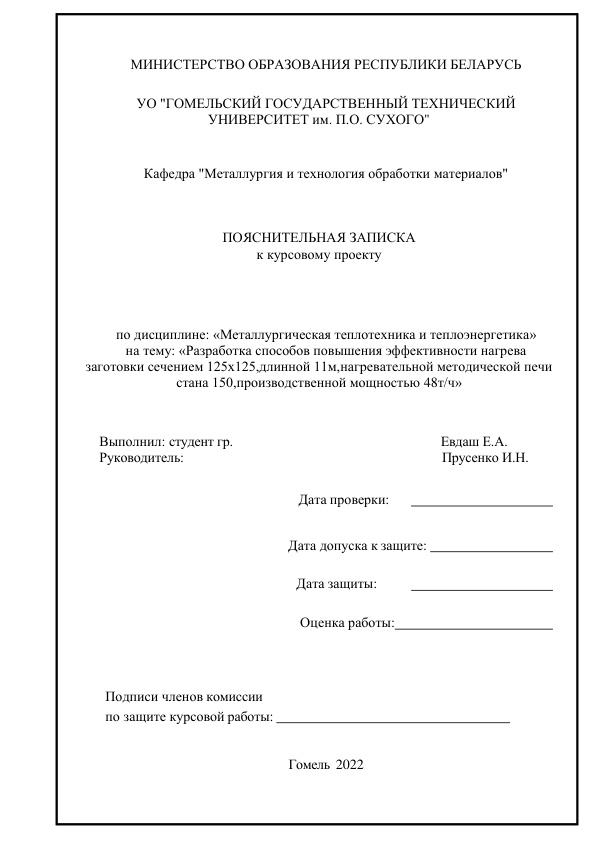 МИНИСТЕРСТВО ОБРАЗОВАНИЯ РЕСПУБЛИКИ БЕЛАРУСЬ
УО "ГОМЕЛЬСКИЙ ГОСУДАРСТВЕННЫЙ ТЕХНИЧЕСКИЙ
УНИВЕРСИТЕТ им. П.О. СУХОГО"
Кафедра "Металлургия и технология обработки материалов"
ПОЯСНИТЕЛЬНАЯ ЗАПИСКА
к курсовому проекту
по дисциплине: «Металлургическая теплотехника и теплоэнергетика»
на тему: «Разработка способов повышения эффективности нагрева
заготовки сечением 125х125,длинной 11м,нагревательной методической печи
стана 150,производственной мощностью 48т/ч»
Выполнил: студент гр. Евдаш Е.А.
Руководитель: Прусенко И.Н.
Дата проверки: ____________________
Дата допуска к защите: _________________
Дата защиты: ____________________
Оценка работы:______________________
Подписи членов комиссии
по защите курсовой работы: _________________________________
Гомель 2022